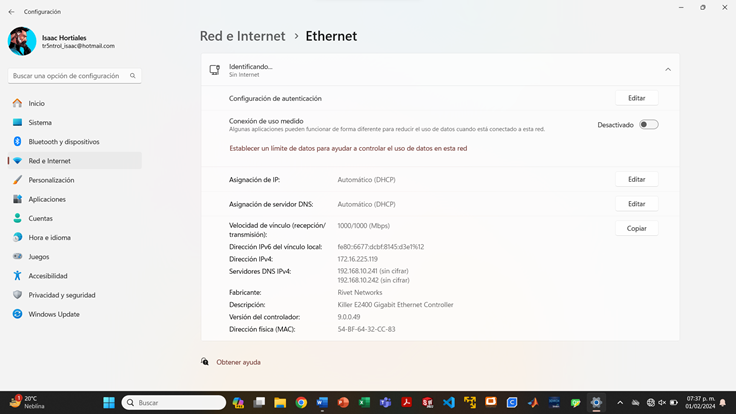 Configuración
Isaac Hortiales
tr5ntrol_isaac@hotmail.com
Buscar una opción de configuración
Inicio
Sistema
Bluetooth y dispositivos
Red e Internet
Personalización
Aplicaciones
Cuentas
Hora e idioma
Juegos
Accesibilidad
Privacidad y seguridad
Windows Update
Red e Internet › Ethernet
Identificando...
Sin Internet
Configuración de autenticación
Editar
Conexión de uso medido
Algunas aplicaciones pueden funcionar de forma diferente para reducir el uso de datos cuando está conectado a esta red.
Desactivado
Establecer un límite de datos para ayudar a controlar el uso de datos en esta red
Asignación de IP: Automático (DHCP)
Editar
Asignación de servidor DNS: Automático (DHCP)
Editar
Velocidad de vínculo (recepción/ 1000/1000 (Mbps)
transmisión):
Copiar
Dirección IPv6 del vínculo local: fe80::6677:dcbf:8145:d3e1%12
Dirección IPv4: 172.16.225.119
Servidores DNS IPv4: 192.168.10.241 (sin cifrar)
192.168.10.242 (sin cifrar)
Fabricante: Rivet Networks
Descripción: Killer E2400 Gigabit Ethernet Controller
Versión del controlador: 9.0.0.49
Dirección física (MAC): 54-BF-64-32-CC-83
Obtener ayuda
20°C
Neblina
Buscar
07:37 p. m.
01/02/2024